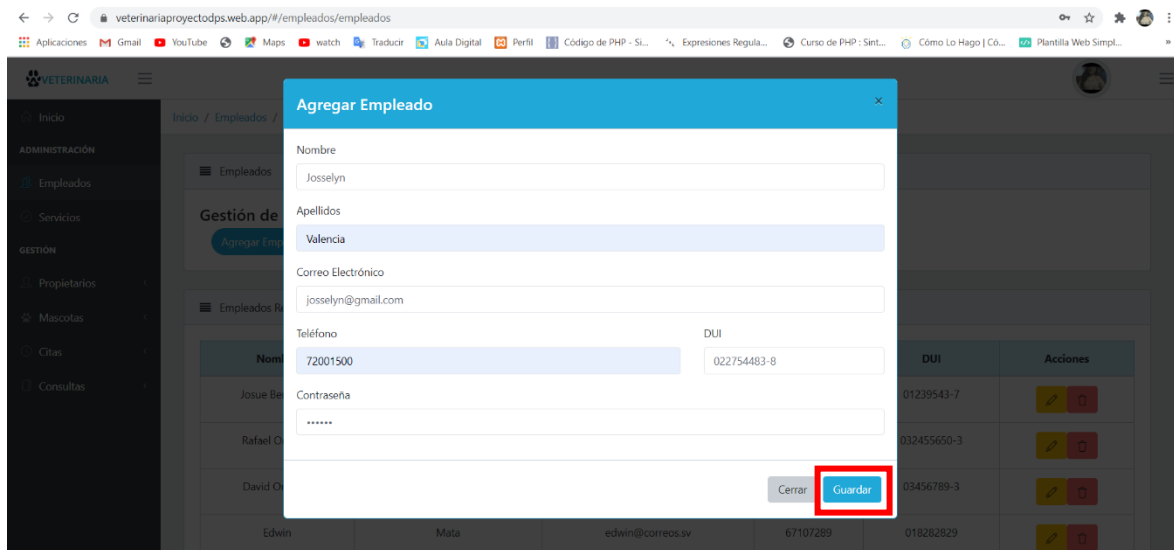 veterinariaproyectodps.web.app/#/empleados/empleados
Aplicaciones Gmail YouTube Maps watch Traducir Aula Digital Perfil Código de PHP - Si... Expresiones Regula... Curso de PHP : Sint... Cómo Lo Hago | Có... Plantilla Web Simpl... »
VETERINARIA
Inicio
ADMINISTRACIÓN
Empleados
Servicios
GESTIÓN
Propietarios
Mascotas
Citas
Consultas
Inicio / Empleados /
Empleados
Gestión de
Agregar Emp
Empleados Re
Agregar Empleado ×
Nombre
Josselyn
Apellidos
Valencia
Correo Electrónico
josselyn@gmail.com
Teléfono DUI
72001500 022754483-8
Contraseña
••••••
Cerrar Guardar
Nom DUI Acciones
Josue Be 01239543-7
Rafael O 032455650-3
David Or 03456789-3
Edwin Mata edwin@correos.sv 67107289 018282829